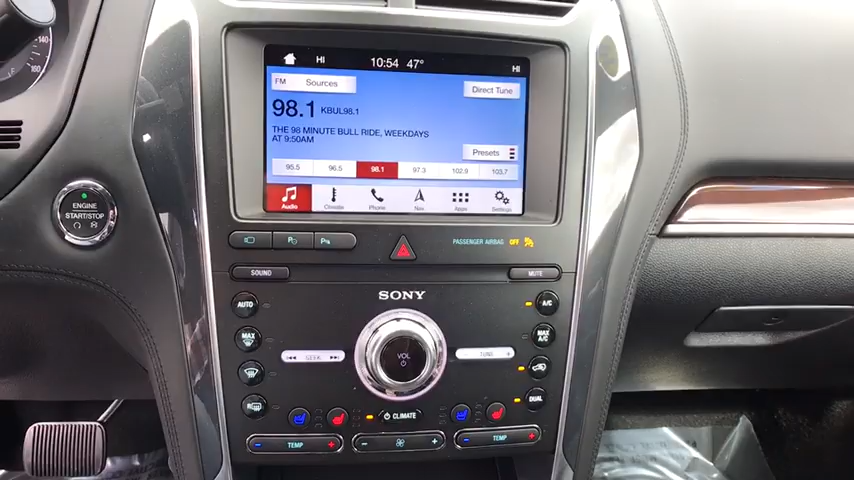 HI 10:54 47° HI
FM Sources Direct Tune
98.1 KBUL98.1
THE 98 MINUTE BULL RIDE, WEEKDAYS
AT 9:50AM
Presets
95.5 96.5 98.1 97.3 102.9 103.7
Audio Climate Phone Nav Apps Settings
ENGINE
START/STOP
PASSENGER AIRBAG OFF
SOUND MUTE
SONY
AUTO A/C
MAX MAX
A/C
SEEK VOL TUNE
R DUAL
CLIMATE
- TEMP + - + - TEMP +
140
160